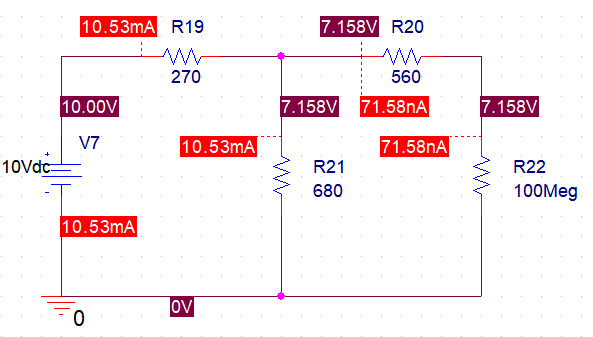 10.53mA R19 7.158V R20
270 560
10.00V 7.158V 71.58nA 7.158V
V7
10.53mA 71.58nA
10Vdc R21 R22
680 100Meg
10.53mA
0V
0